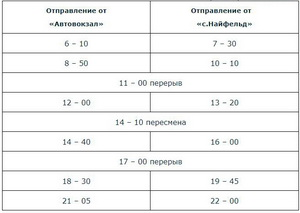 Отправление от Отправление от
«Автовокзал» «с.Найфельд»
6 – 10 7 – 30
8 – 50 10 – 10
11 – 00 перерыв
12 – 00 13 – 20
14 – 10 пересмена
14 – 40 16 – 00
17 – 00 перерыв
18 – 30 19 – 45
21 – 05 22 – 00